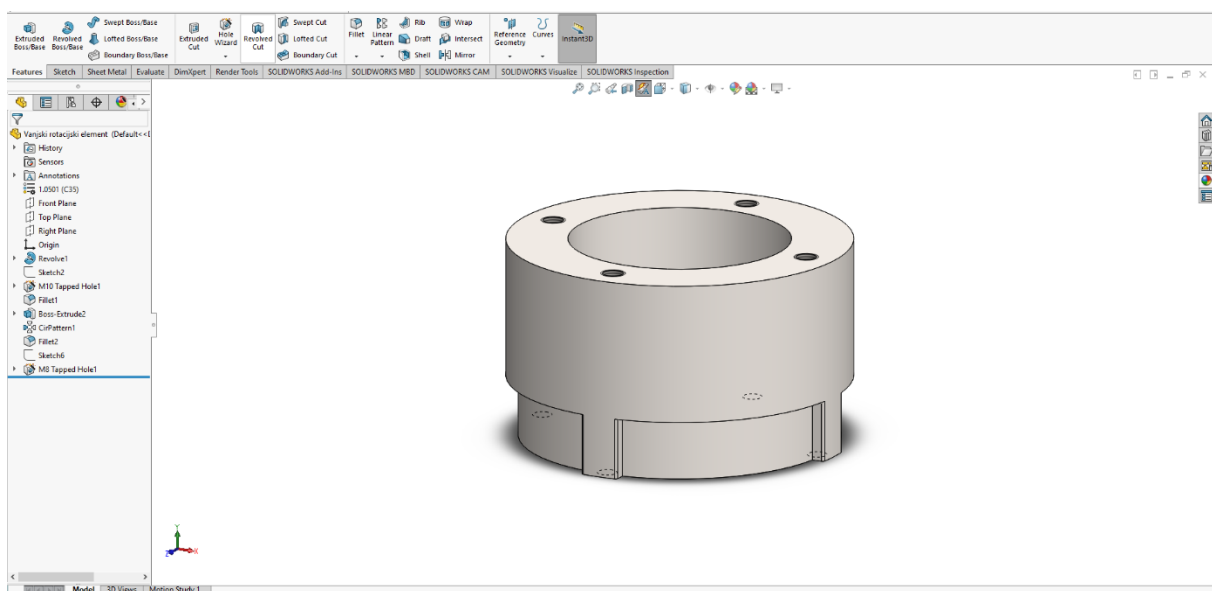 Extruded Boss/Base
Revolved Boss/Base
Swept Boss/Base
Lofted Boss/Base
Boundary Boss/Base
Extruded Cut
Hole Wizard
Revolved Cut
Swept Cut
Lofted Cut
Boundary Cut
Fillet
Linear Pattern
Rib
Draft
Shell
Wrap
Intersect
Mirror
Reference Geometry
Curves
Instant3D
Features Sketch Sheet Metal Evaluate DimXpert Render Tools SOLIDWORKS Add-Ins SOLIDWORKS MBD SOLIDWORKS CAM SOLIDWORKS Visualize SOLIDWORKS Inspection
Vanjski rotacijski element (Default<<
History
Sensors
Annotations
1.0501 (C35)
Front Plane
Top Plane
Right Plane
Origin
Revolve1
Sketch2
M10 Tapped Hole1
Fillet1
Boss-Extrude2
CirPattern1
Fillet2
Sketch6
M8 Tapped Hole1
Y
Z X
Model 3D Views Motion Study 1